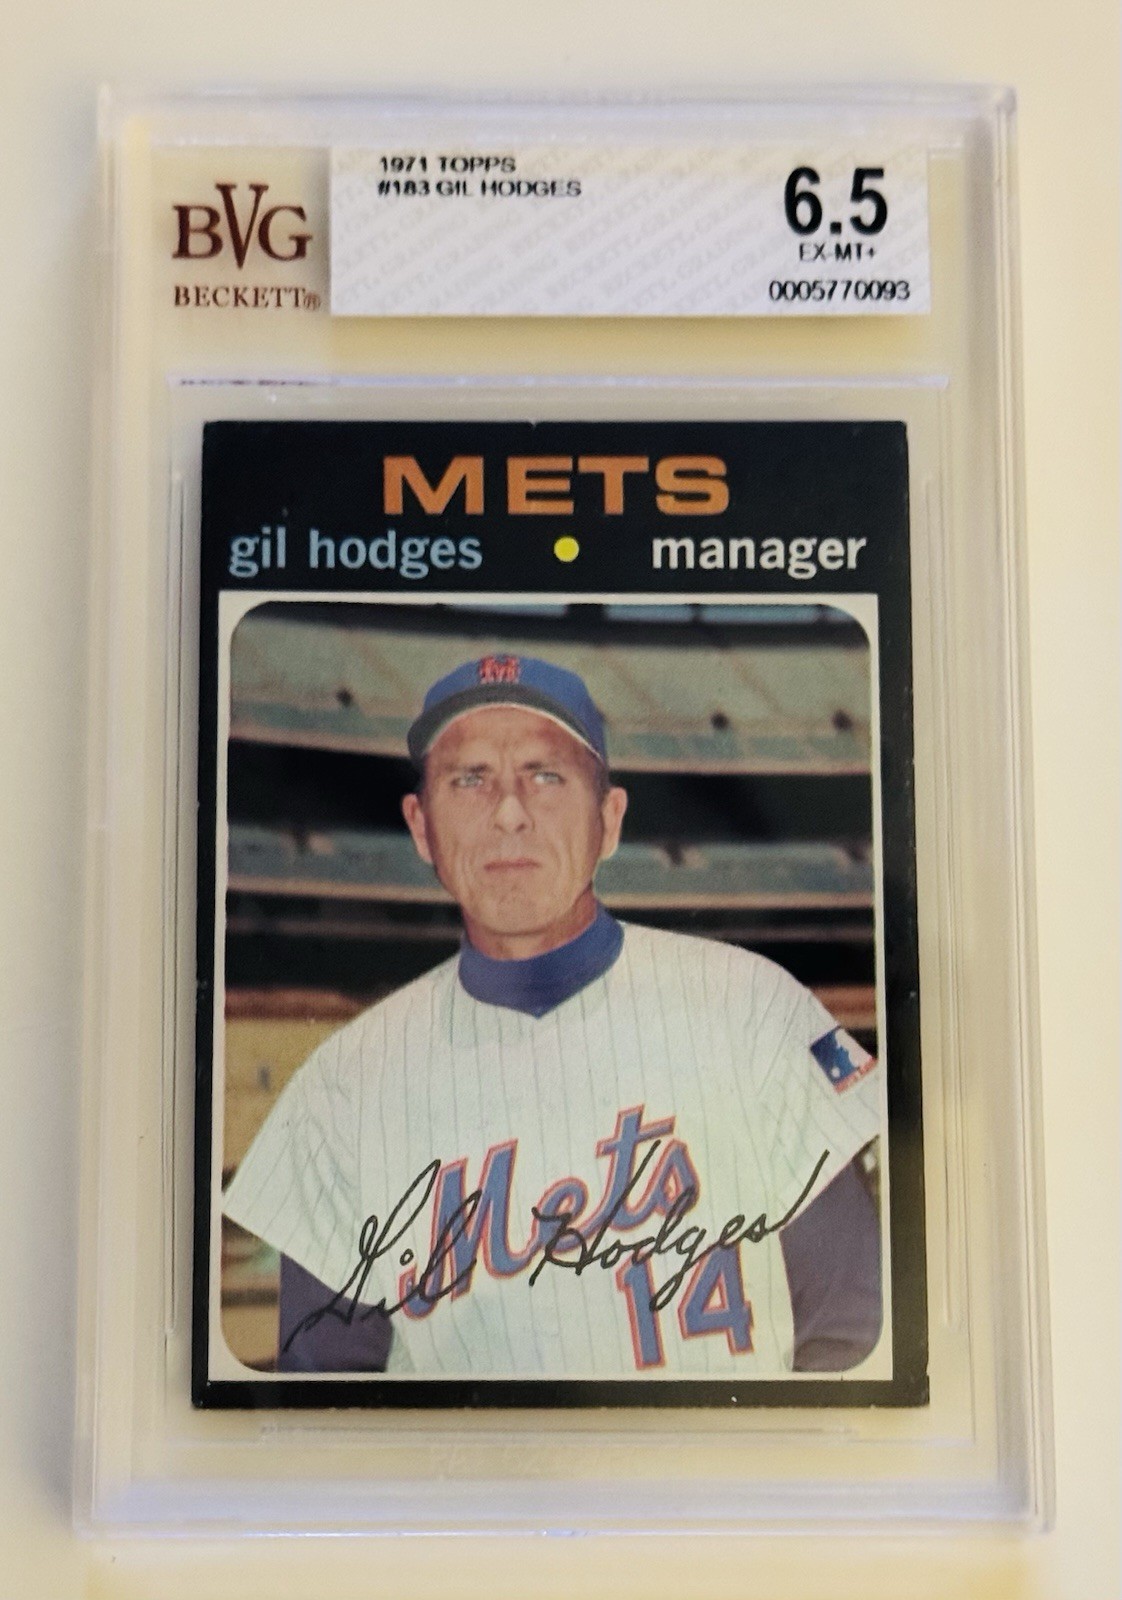 BVG
BECKETT®
1971 TOPPS
#183 GIL HODGES
6.5
EX-MT+
0005770093
METS
gil hodges • manager
M
Mets
14
Gil Hodges